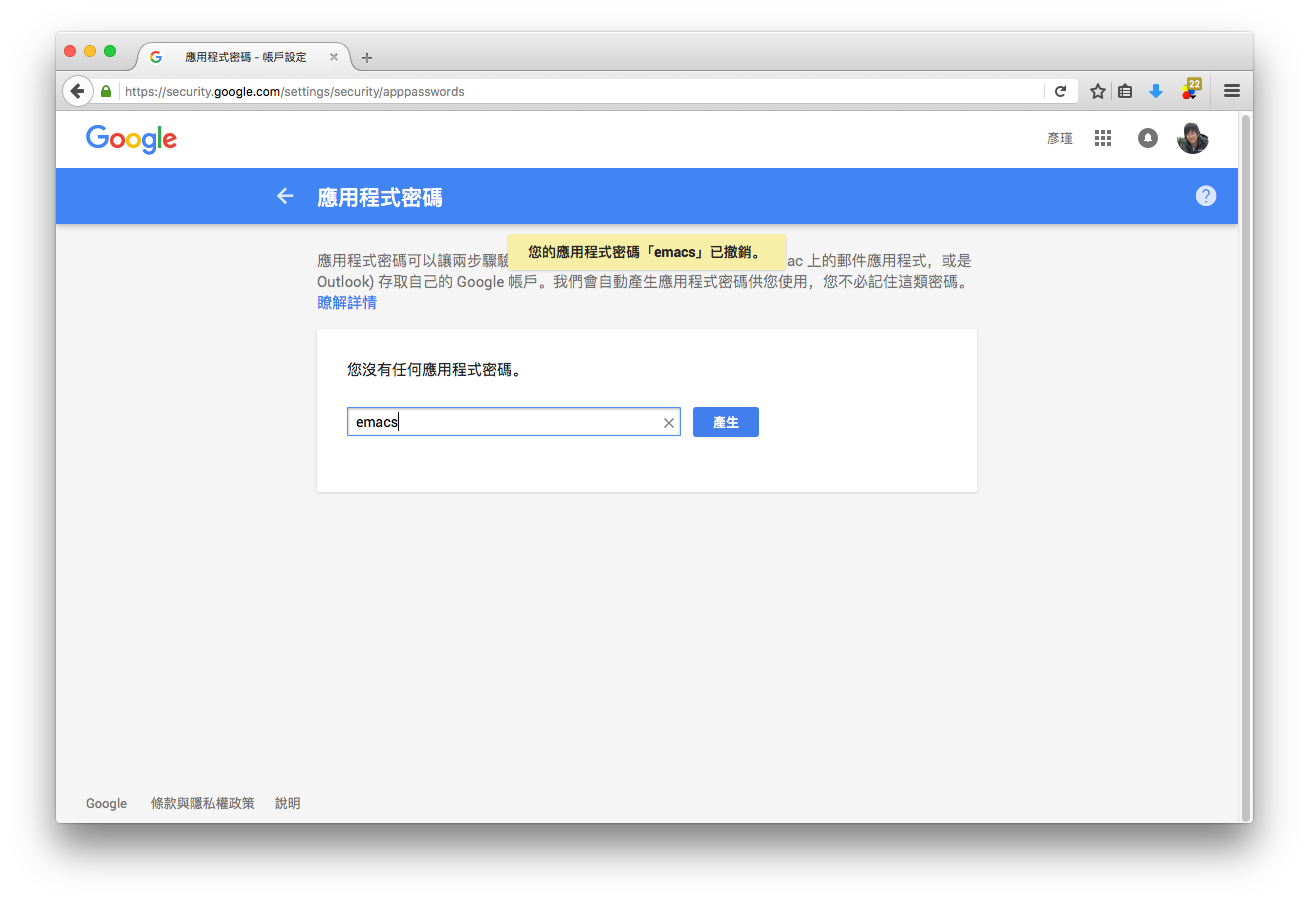 應用程式密碼 - 帳戶設定
https://security.google.com/settings/security/apppasswords
22
Google
彥瑾
應用程式密碼
?
您的應用程式密碼「emacs」已撤銷。
應用程式密碼可以讓兩步驟 ac 上的郵件應用程式，或是
Outlook) 存取自己的 Google 帳戶。我們會自動產生應用程式密碼供您使用，您不必記住這類密碼。
瞭解詳情
您沒有任何應用程式密碼。
emacs
產生
Google 條款與隱私權政策 說明